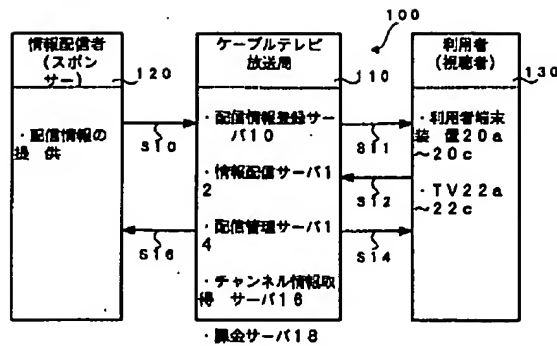 100
情報配信者
(スポン
サー)
120
・配信情報の
提 供
S10
S16
ケーブルテレビ
放送局
110
・配信情報登録サー
バ10
・情報配信サーバ1
2
・配信管理サーバ1
4
・チャンネル情報取
得 サーバ16
・課金サーバ18
S11
S12
S14
利用者
(視聴者)
130
・利用者端末
装 置20a
～20c
・TV22a
～22c